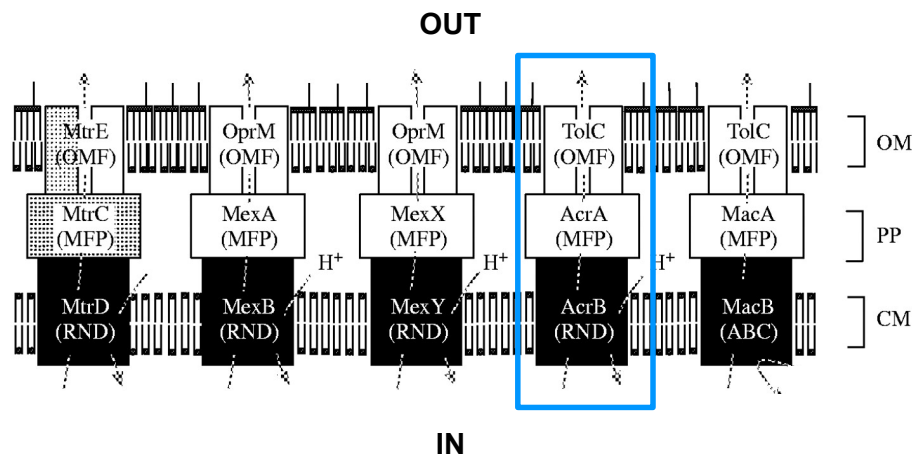 OUT
MtrE OprM OprM TolC TolC
(OMF) (OMF) (OMF) (OMF) (OMF)
OM
MtrC MexA MexX AcrA MacA
(MFP) (MFP) (MFP) (MFP) (MFP)
PP
H+ H+ H+
MtrD MexB MexY AcrB MacB
(RND) (RND) (RND) (RND) (ABC)
CM
IN